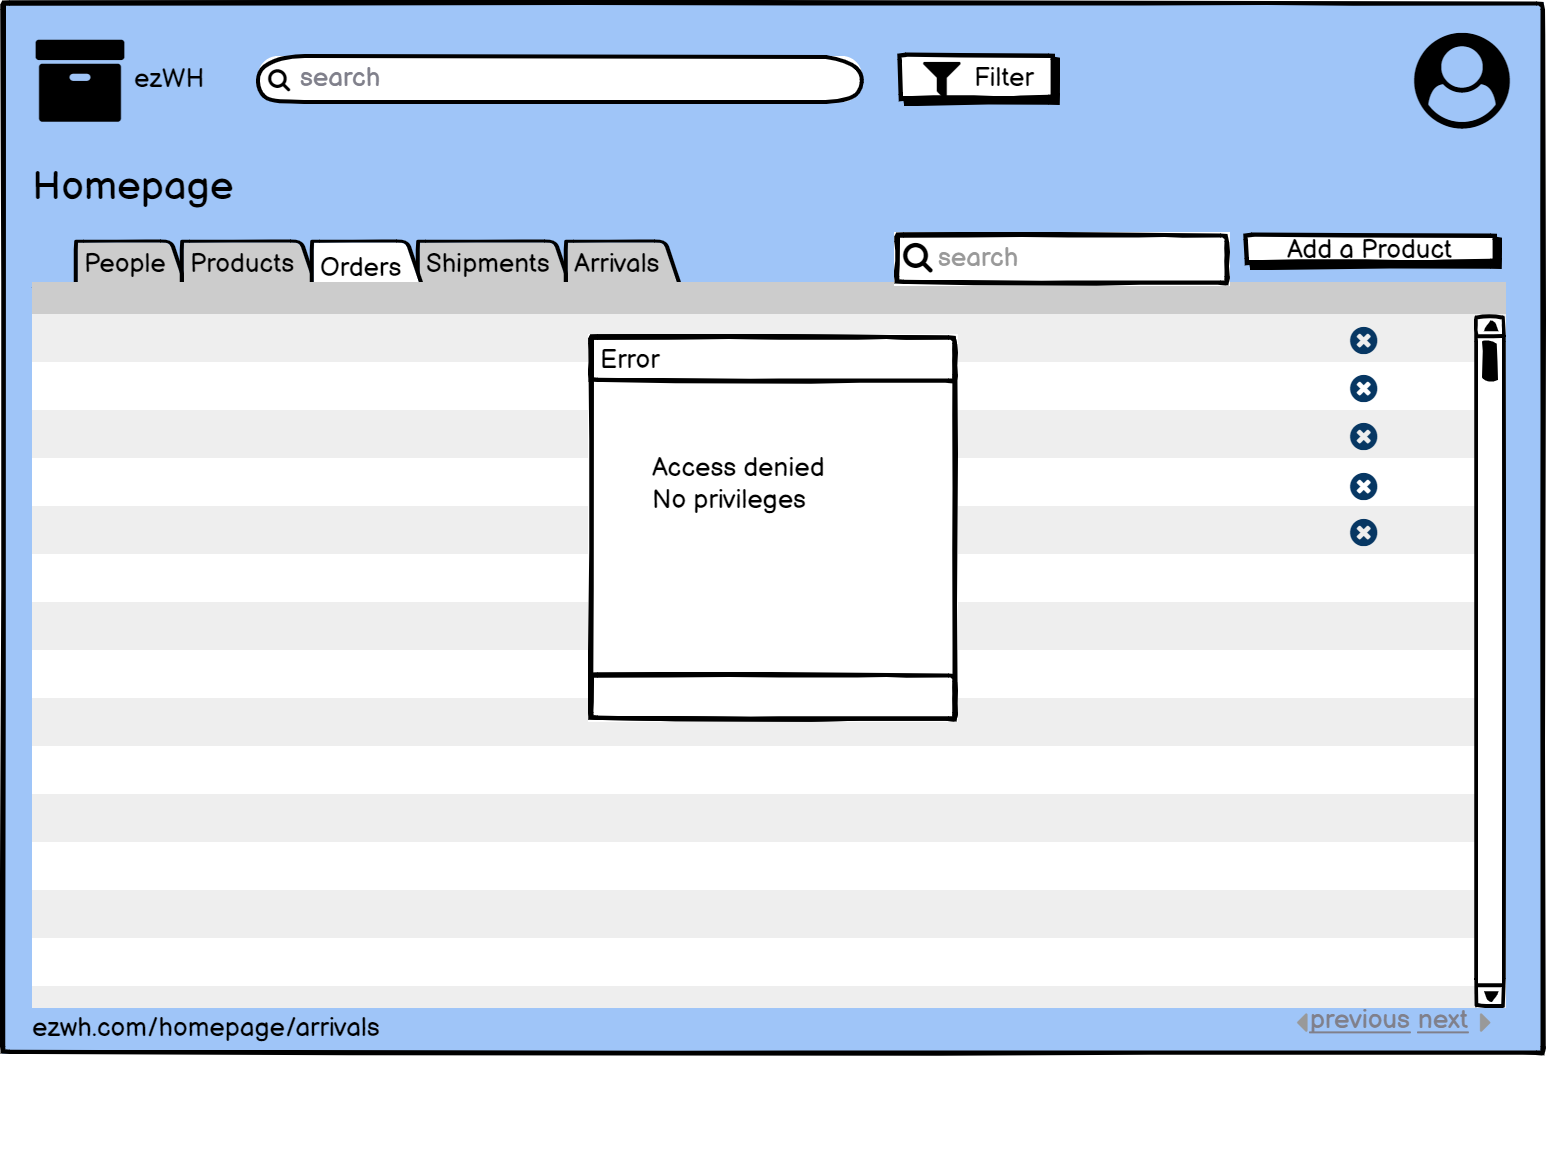 ezWH
search
Filter
Homepage
People
Products
Orders
Shipments
Arrivals
search
Add a Product
Error
Access denied
No privileges
ezwh.com/homepage/arrivals
previous next